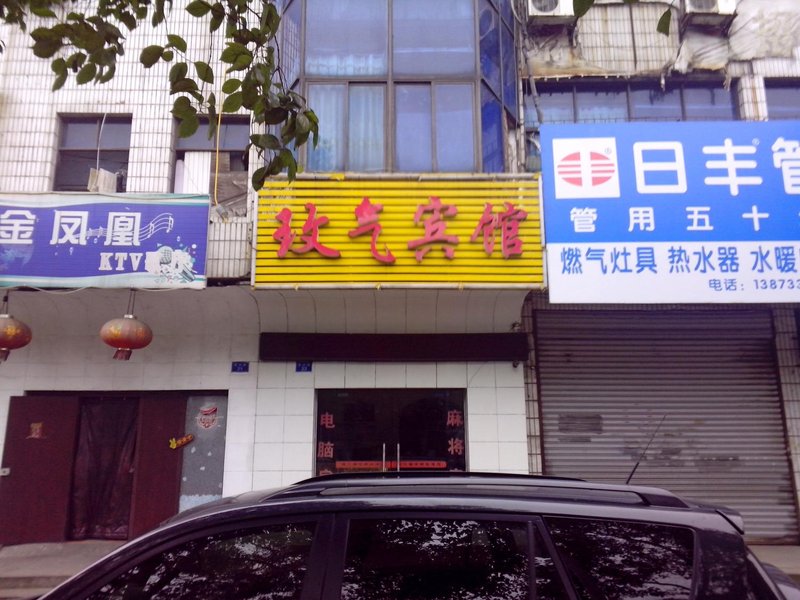 金凤凰
KTV
玫气宾馆
日丰管
管用五十
燃气灶具 热水器 水暖
电话: 13873
电脑
麻将